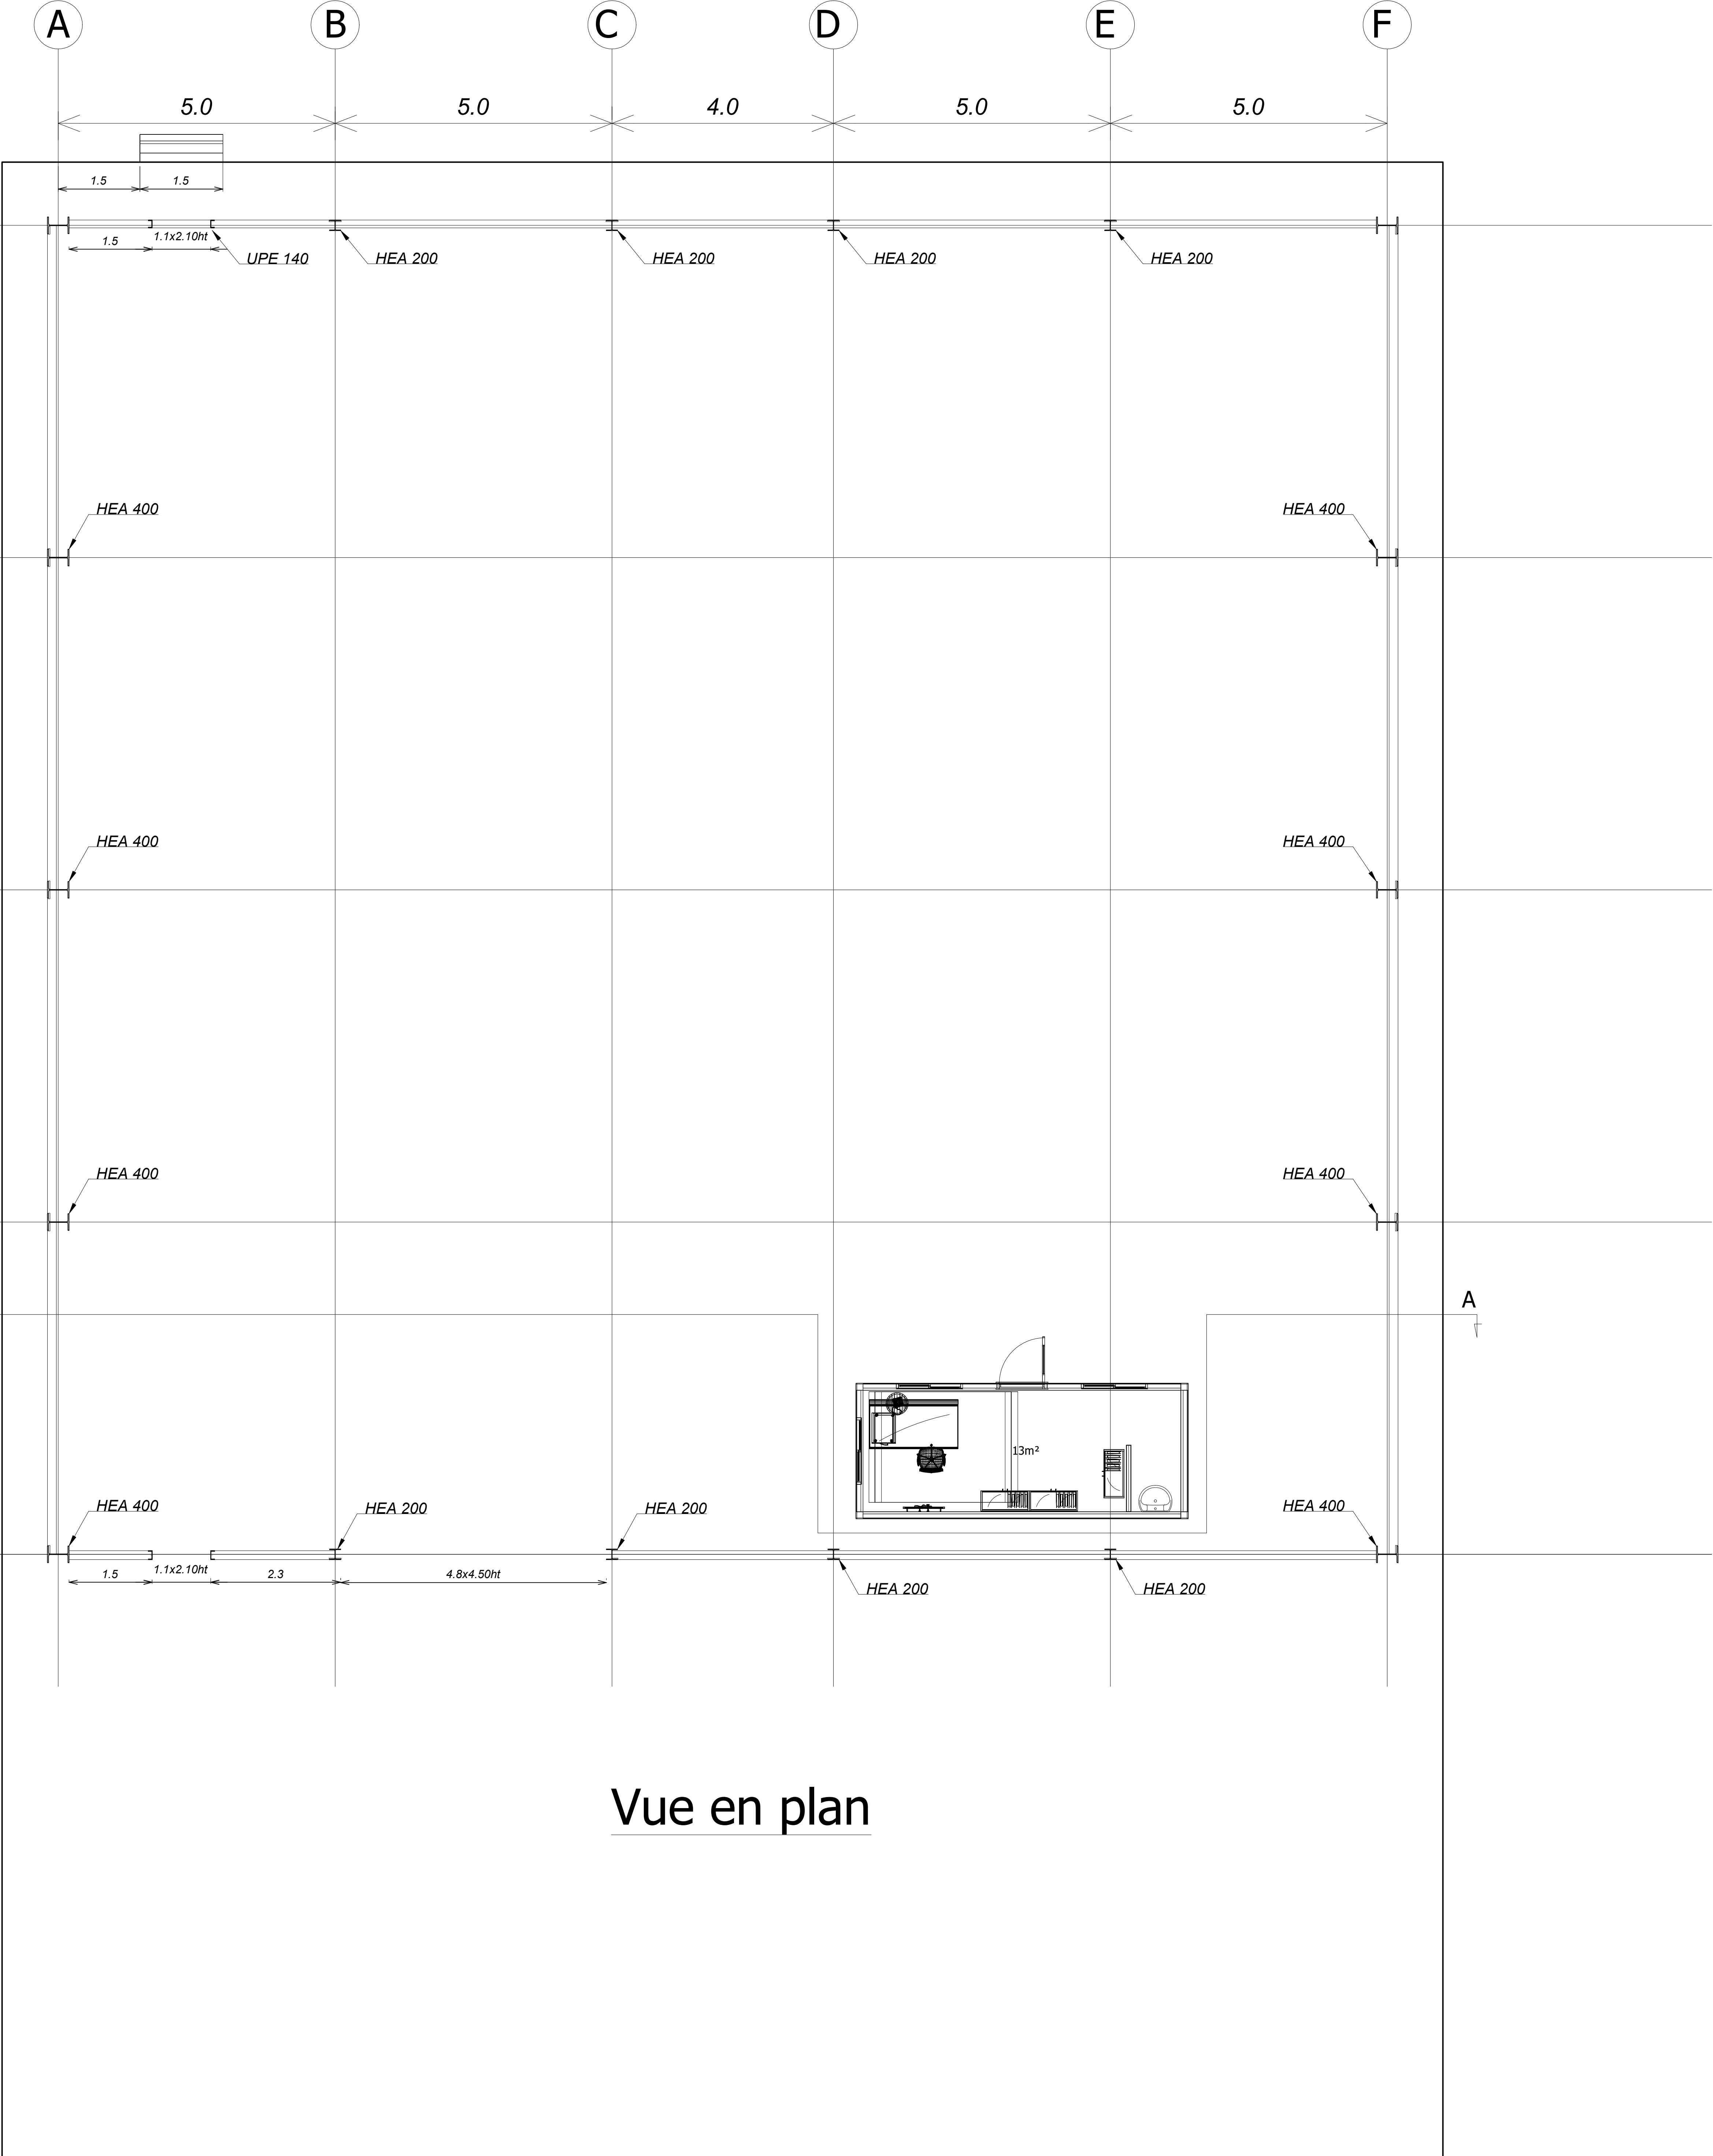 A B C D E F
5.0 5.0 4.0 5.0 5.0
1.5 1.5
1.5 1.1x2.10ht
UPE 140 HEA 200 HEA 200 HEA 200 HEA 200
HEA 400 HEA 400
HEA 400 HEA 400
HEA 400 HEA 400
A
13m²
HEA 400 HEA 200 HEA 200 HEA 400
1.5 1.1x2.10ht 2.3 4.8x4.50ht
HEA 200 HEA 200
Vue en plan